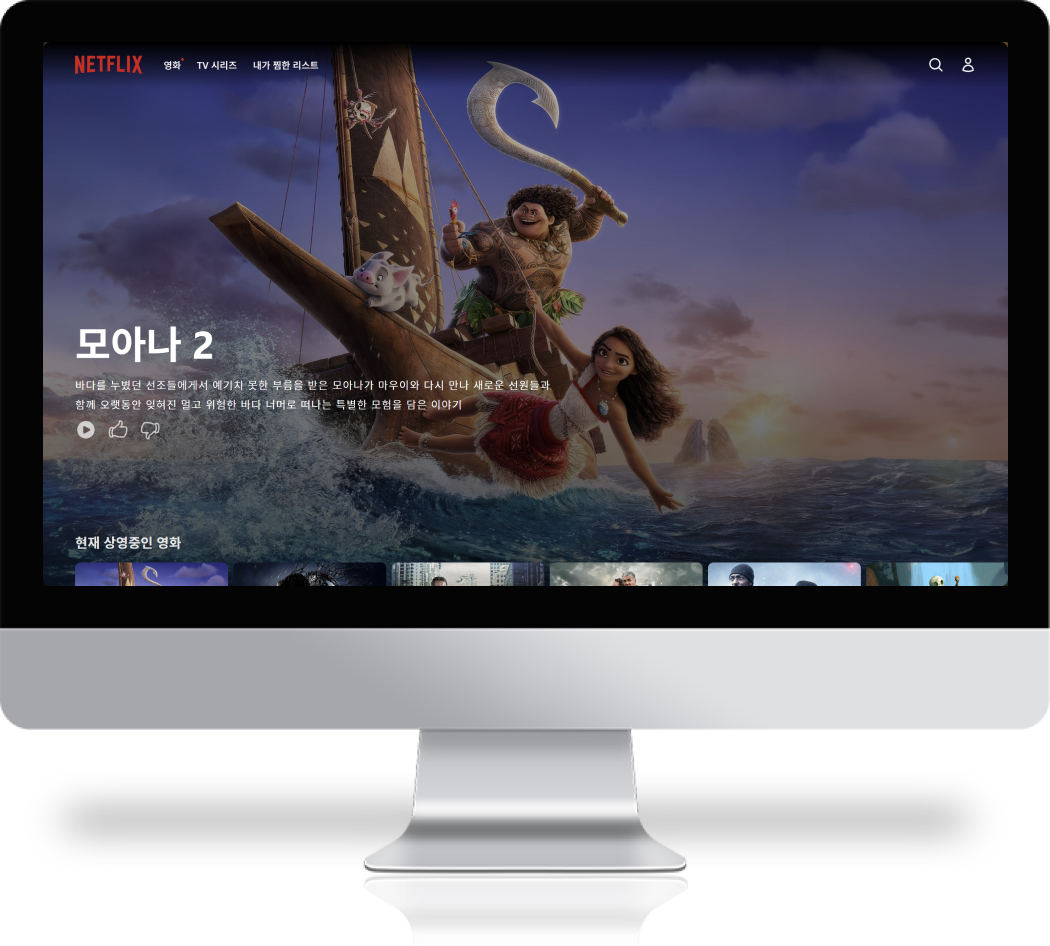 NETFLIX 영화 TV 시리즈 내가 찜한 리스트
모아나 2
바다를 누볐던 선조들에게서 예기치 못한 부름을 받은 모아나가 마우이와 다시 만나 새로운 선원들과
함께 오랫동안 잊혀진 멀고 위험한 바다 너머로 떠나는 특별한 모험을 담은 이야기
현재 상영중인 영화